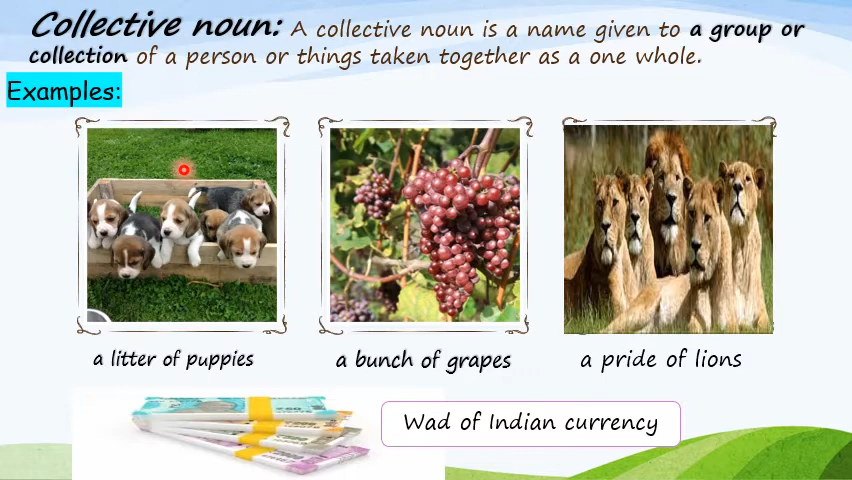 Collective noun: A collective noun is a name given to a group or
collection of a person or things taken together as a one whole.
Examples:
a litter of puppies
a bunch of grapes
a pride of lions
Wad of Indian currency